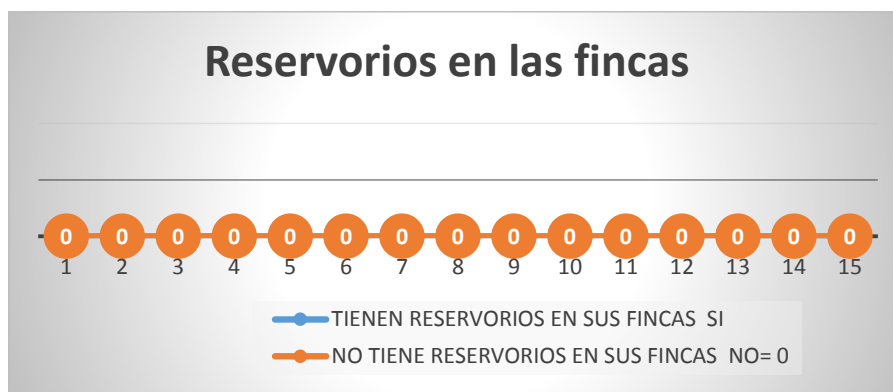 Reservorios en las fincas
0 0 0 0 0 0 0 0 0 0 0 0 0 0 0
1 2 3 4 5 6 7 8 9 10 11 12 13 14 15
TIENEN RESERVORIOS EN SUS FINCAS SI
NO TIENE RESERVORIOS EN SUS FINCAS NO= 0